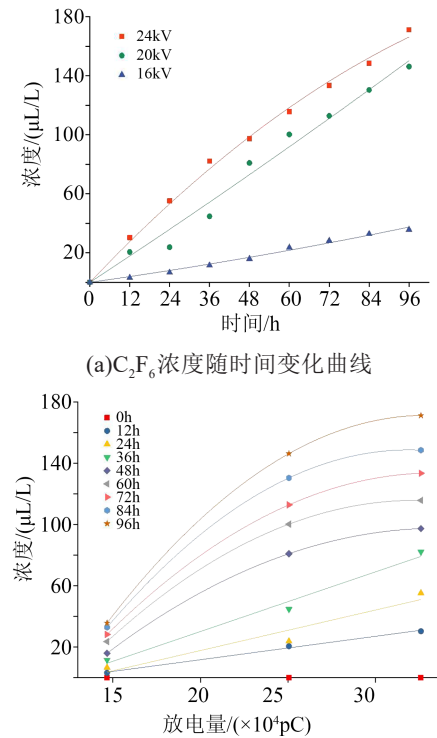 180
140
100
60
20
浓度/(μL/L)
24kV
20kV
16kV
0 12 24 36 48 60 72 84 96
时间/h
(a)C₂F₆浓度随时间变化曲线
180
140
100
60
20
浓度/(μL/L)
0h
12h
24h
36h
48h
60h
72h
84h
96h
15 20 25 30
放电量/(×10⁴pC)